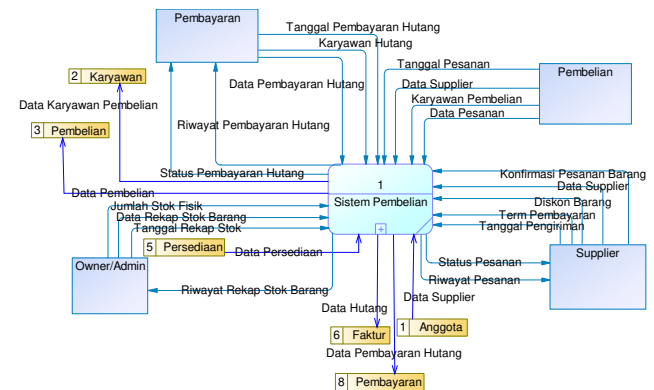 Pembayaran
Tanggal Pembayaran Hutang
Karyawan Hutang
Tanggal Pesanan
Pembelian
2 Karyawan
Data Pembayaran Hutang
Data Supplier
Karyawan Pembelian
Data Karyawan Pembelian
Data Pesanan
3 Pembelian
Riwayat Pembayaran Hutang
Status Pembayaran Hutang
Konfirmasi Pesanan Barang
1
Data Supplier
Data Pembelian
Sistem Pembelian
Diskon Barang
Jumlah Stok Fisik
Data Rekap Stok Barang
Term Pembayaran
Tanggal Rekap Stok
Tanggal Pengiriman
5 Persediaan
Data Persediaan
Supplier
Owner/Admin
Status Pesanan
Riwayat Pesanan
Riwayat Rekap Stok Barang
Data Supplier
Data Hutang
1 Anggota
6 Faktur
Data Pembayaran Hutang
8 Pembayaran